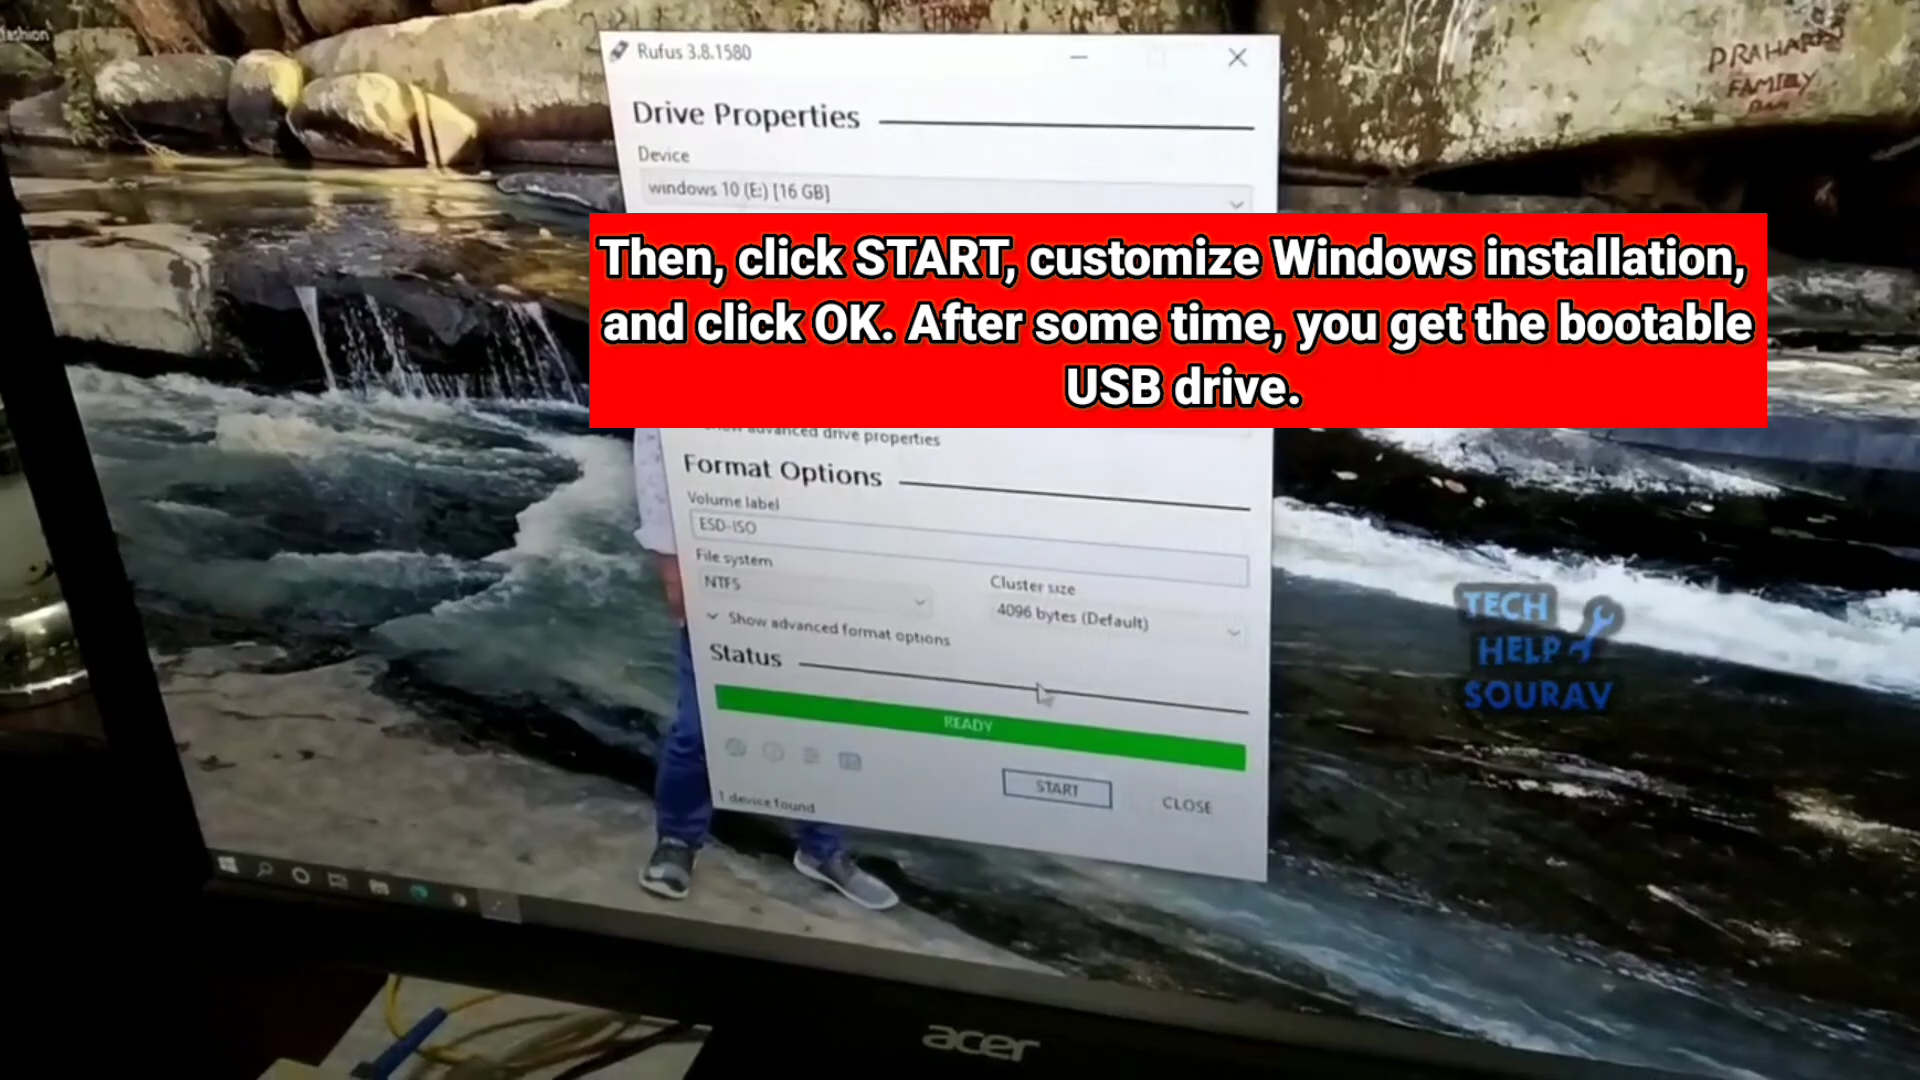 fashion
PRAHARAJ
FAMILY
Rufus 3.8.1580
Drive Properties
Device
windows 10 (E:) [16 GB]
Then, click START, customize Windows installation,
and click OK. After some time, you get the bootable
USB drive.
Show advanced drive properties
Format Options
Volume label
ESD-ISO
File system
NTFS
Cluster size
4096 bytes (Default)
Show advanced format options
Status
READY
START
CLOSE
1 device found
TECH
HELP
SOURAV
acer